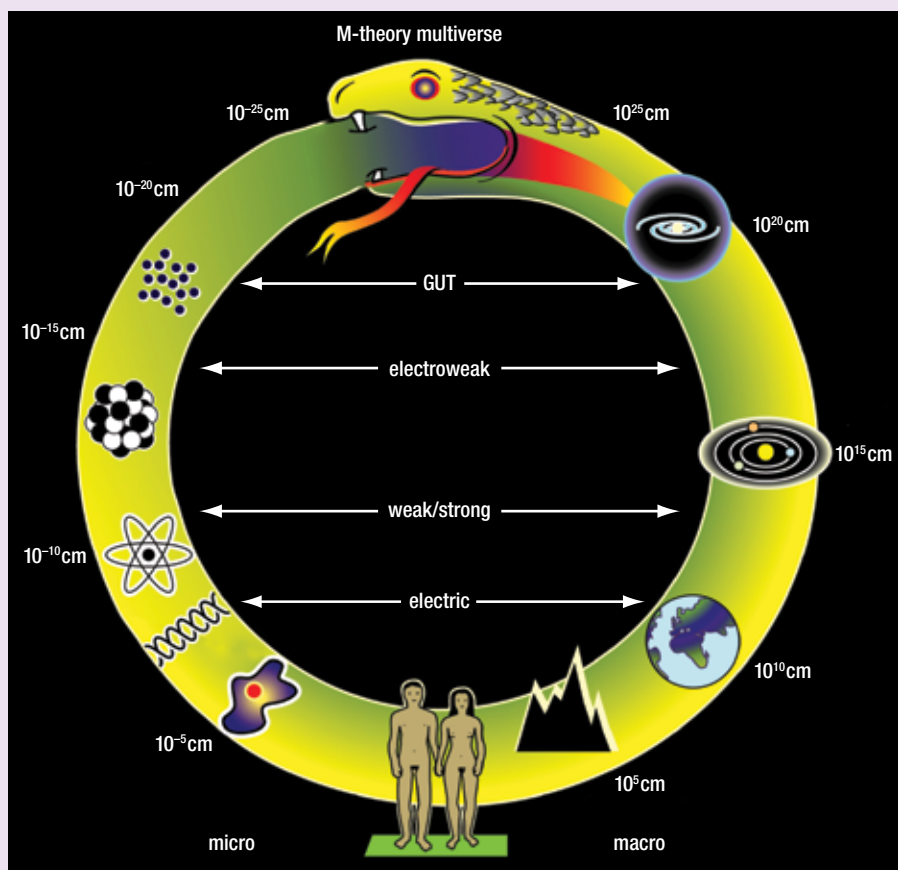 M-theory multiverse
10⁻²⁵cm
10²⁵cm
10⁻²⁰cm
10²⁰cm
GUT
10⁻¹⁵cm
electroweak
10¹⁵cm
weak/strong
10⁻¹⁰cm
electric
10¹⁰cm
10⁻⁵cm
10⁵cm
micro
macro